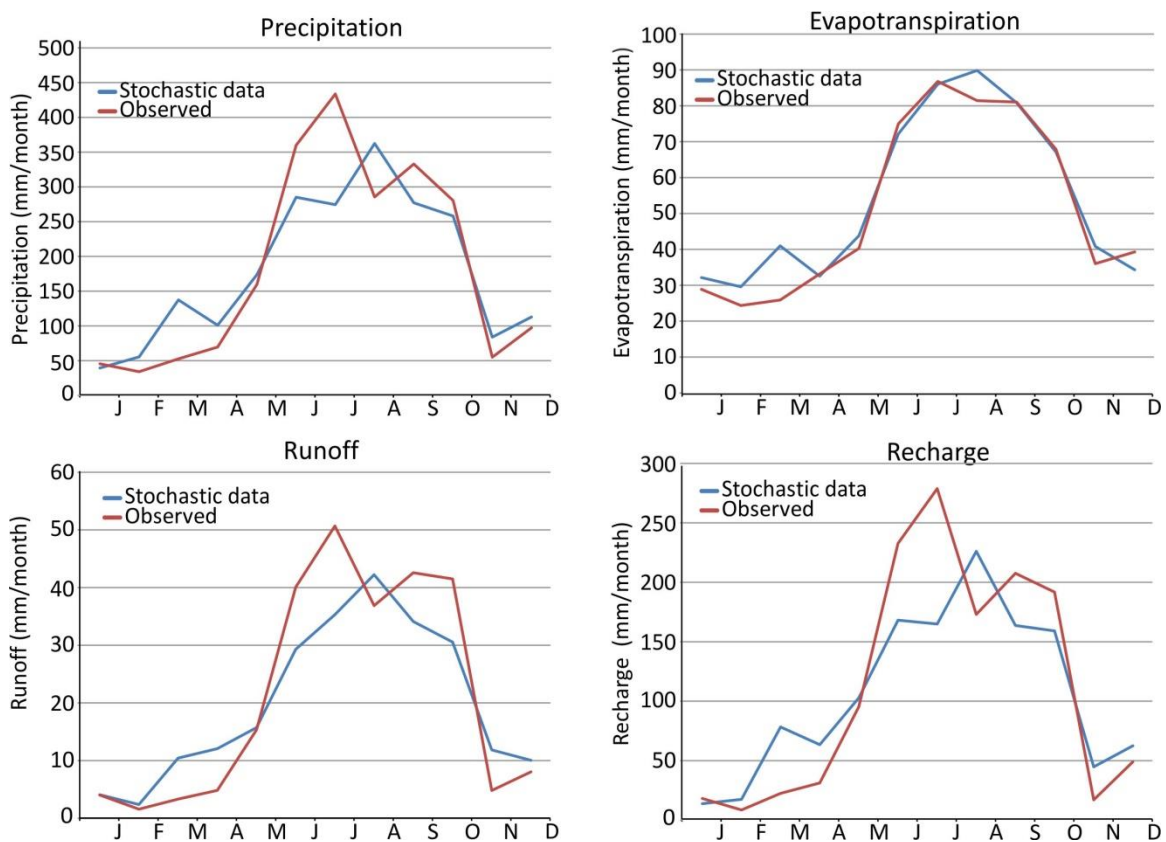 Precipitation
Precipitation (mm/month)
500
450
400
350
300
250
200
150
100
50
0
Stochastic data
Observed
J F M A M J J A S O N D
Evapotranspiration
Evapotranspiration (mm/month)
100
90
80
70
60
50
40
30
20
10
0
Stochastic data
Observed
J F M A M J J A S O N D
Runoff
Runoff (mm/month)
60
50
40
30
20
10
0
Stochastic data
Observed
J F M A M J J A S O N D
Recharge
Recharge (mm/month)
300
250
200
150
100
50
0
Stochastic data
Observed
J F M A M J J A S O N D